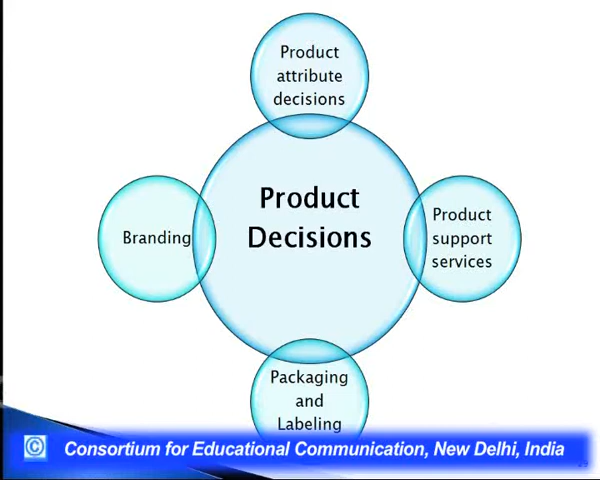 Product
attribute
decisions
Product
Decisions
Branding
Product
support
services
Packaging
and
Labeling
© Consortium for Educational Communication, New Delhi, India